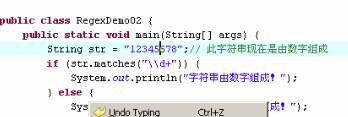 public class RegexDemo02 {
public static void main(String[] args) {
String str = "12345678";// 此字符串现在是由数字组成
if (str.matches("\\d+")) {
System.out.println("字符串由数字组成! ");
} else {
Sys
成! ");
Undo Typing Ctrl+Z